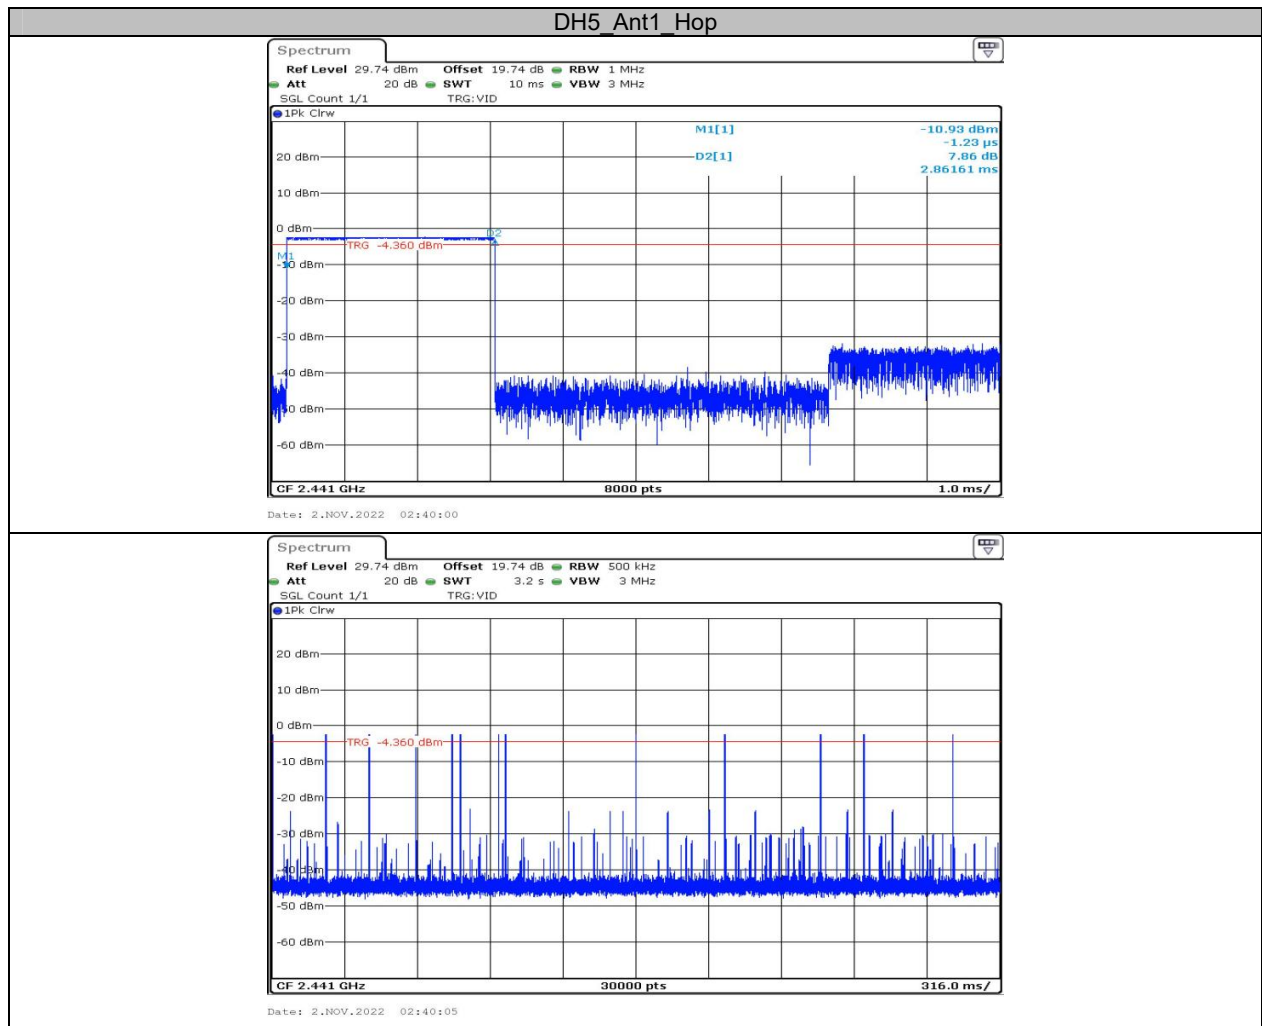 DH5_Ant1_Hop
Spectrum
Ref Level 29.74 dBm Offset 19.74 dB RBW 1 MHz
Att 20 dB SWT 10 ms VBW 3 MHz
SGL Count 1/1 TRG:VID
1Pk Clrw
M1[1] -10.93 dBm
-1.23 µs
20 dBm D2[1] 7.86 dB
2.86161 ms
10 dBm
0 dBm
D2
TRG -4.360 dBm
M1
-10 dBm
-20 dBm
-30 dBm
-40 dBm
-50 dBm
-60 dBm
CF 2.441 GHz 8000 pts 1.0 ms/
Date: 2.NOV.2022 02:40:00
Spectrum
Ref Level 29.74 dBm Offset 19.74 dB RBW 500 kHz
Att 20 dB SWT 3.2 s VBW 3 MHz
SGL Count 1/1 TRG:VID
1Pk Clrw
20 dBm
10 dBm
0 dBm
TRG -4.360 dBm
-10 dBm
-20 dBm
-30 dBm
-40 dBm
-50 dBm
-60 dBm
CF 2.441 GHz 30000 pts 316.0 ms/
Date: 2.NOV.2022 02:40:05